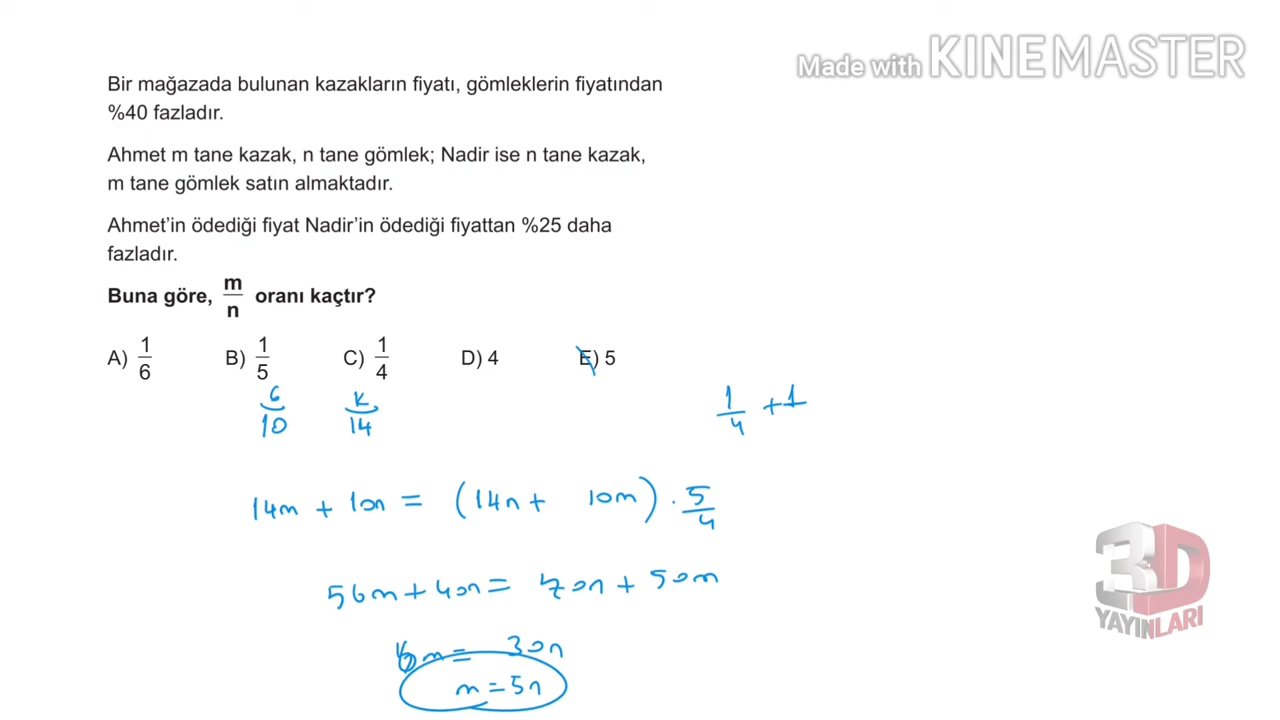 Made with KINEMASTER
Bir mağazada bulunan kazakların fiyatı, gömleklerin fiyatından
%40 fazladır.
Ahmet m tane kazak, n tane gömlek; Nadir ise n tane kazak,
m tane gömlek satın almaktadır.
Ahmet'in ödediği fiyat Nadir'in ödediği fiyattan %25 daha
fazladır.
Buna göre, m/n oranı kaçtır?
A) 1/6 B) 1/5 C) 1/4 D) 4 E) 5
G/10 K/14 1/4 + 1
14m + 10n = (14n + 10m) . 5/4
56m + 40n = 70n + 50m
6m = 30n
m = 5n
3D
YAYINLARI